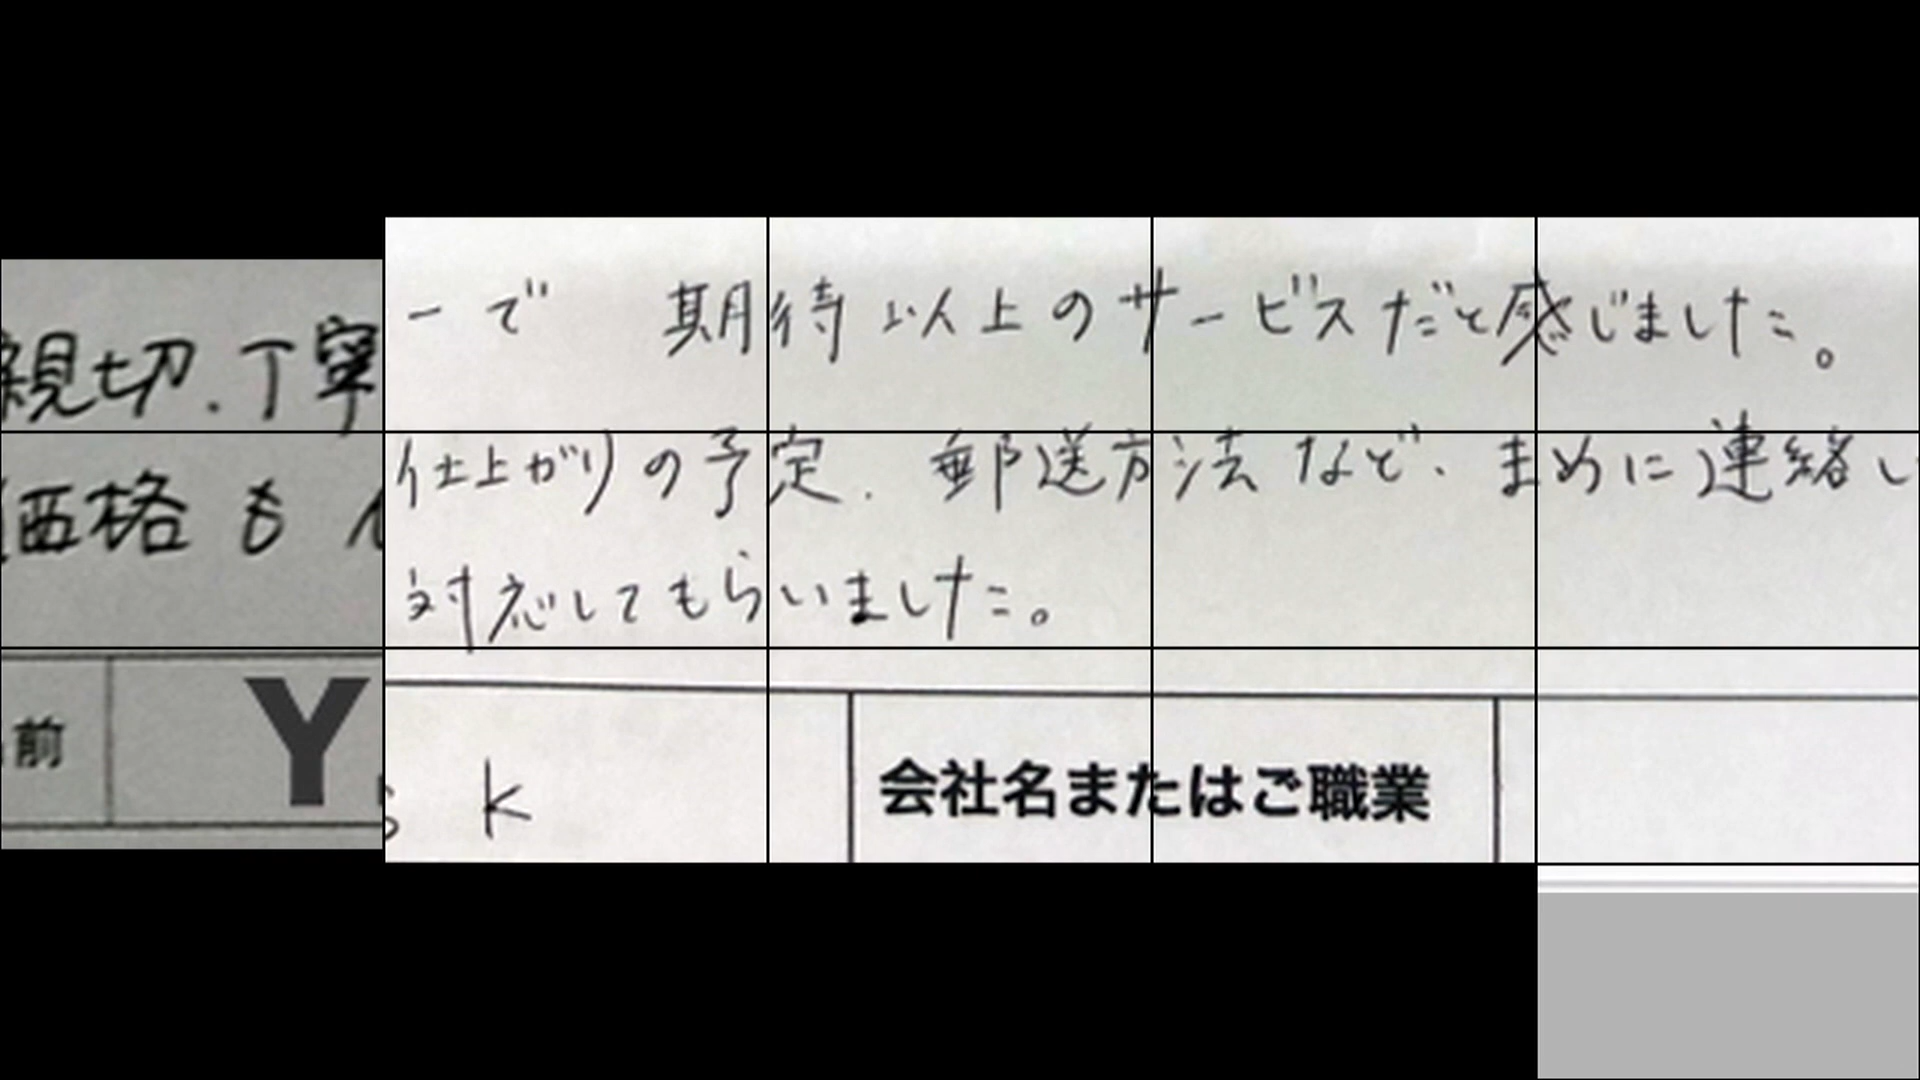 親切.丁寧
価格も
前 Y
ーで 期待以上のサービスだと感じました。
仕上がりの予定.郵送方法など.まめに連絡し
対応してもらいました。
K 会社名またはご職業